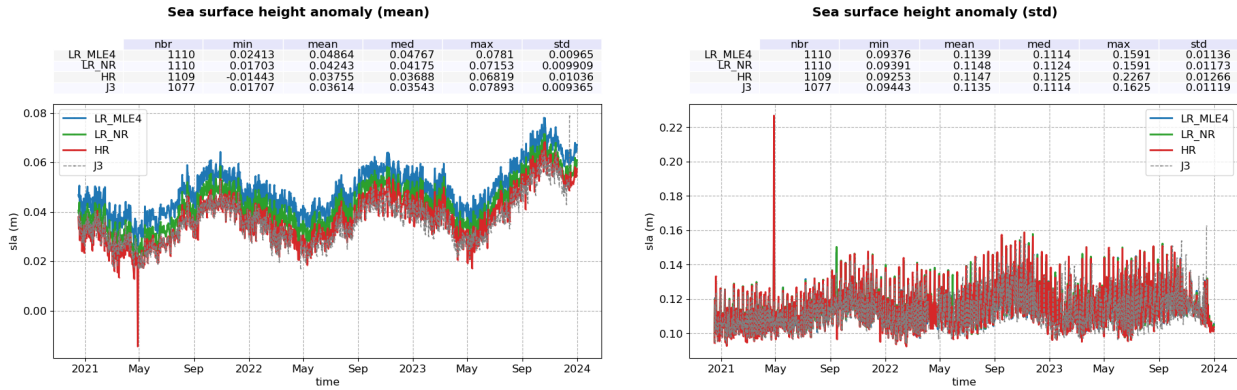 Sea surface height anomaly (mean)
nbr min mean med max std
LR_MLE4 1110 0.02413 0.04864 0.04767 0.0781 0.00965
LR_NR 1110 0.01703 0.04243 0.04175 0.07153 0.009909
HR 1109 -0.01443 0.03755 0.03688 0.06819 0.01036
J3 1077 0.01707 0.03614 0.03543 0.07893 0.009365
0.08
0.06
0.04
0.02
0.00
sla (m)
LR_MLE4
LR_NR
HR
J3
2021 May Sep 2022 May Sep 2023 May Sep 2024
time
Sea surface height anomaly (std)
nbr min mean med max std
LR_MLE4 1110 0.09376 0.1139 0.1114 0.1591 0.01136
LR_NR 1110 0.09391 0.1148 0.1124 0.1591 0.01173
HR 1109 0.09253 0.1147 0.1125 0.2267 0.01266
J3 1077 0.09443 0.1135 0.1114 0.1625 0.01119
0.22
0.20
0.18
0.16
0.14
0.12
0.10
sla (m)
LR_MLE4
LR_NR
HR
J3
2021 May Sep 2022 May Sep 2023 May Sep 2024
time